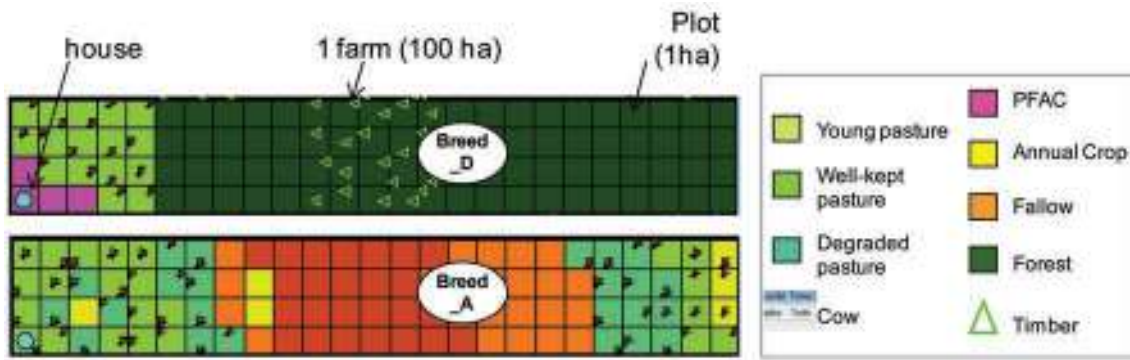 house
1 farm (100 ha)
Plot
(1ha)
Breed
_D
Breed
_A
Young pasture
Well-kept
pasture
Degraded
pasture
Cow
PFAC
Annual Crop
Fallow
Forest
Timber